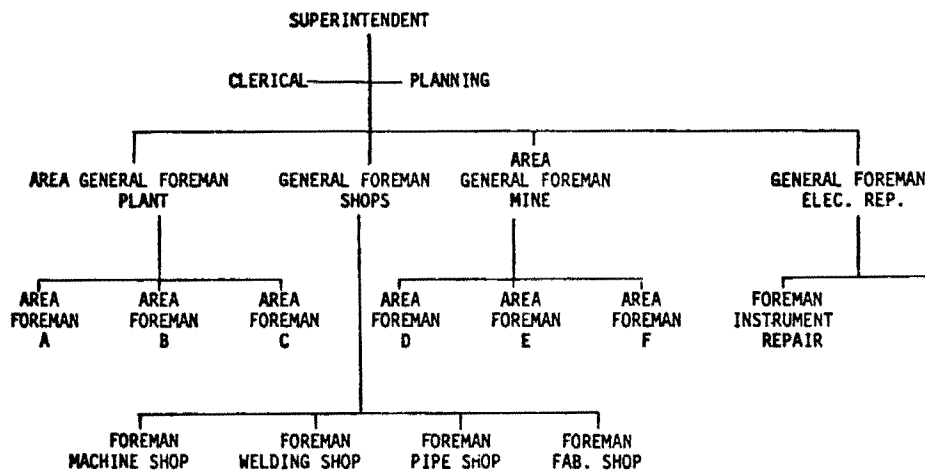 SUPERINTENDENT
CLERICAL PLANNING
AREA GENERAL FOREMAN
PLANT
GENERAL FOREMAN
SHOPS
AREA
GENERAL FOREMAN
MINE
GENERAL FOREMAN
ELEC. REP.
AREA
FOREMAN
A
AREA
FOREMAN
B
AREA
FOREMAN
C
AREA
FOREMAN
D
AREA
FOREMAN
E
AREA
FOREMAN
F
FOREMAN
INSTRUMENT
REPAIR
FOREMAN
MACHINE SHOP
FOREMAN
WELDING SHOP
FOREMAN
PIPE SHOP
FOREMAN
FAB. SHOP